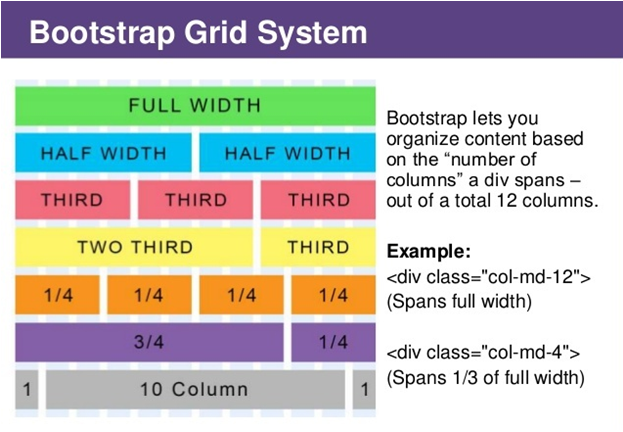 Bootstrap Grid System
FULL WIDTH
HALF WIDTH HALF WIDTH
THIRD THIRD THIRD
TWO THIRD THIRD
1/4 1/4 1/4 1/4
3/4 1/4
1 10 Column 1
Bootstrap lets you
organize content based
on the “number of
columns” a div spans –
out of a total 12 columns.
Example:
<div class="col-md-12">
(Spans full width)
<div class="col-md-4">
(Spans 1/3 of full width)